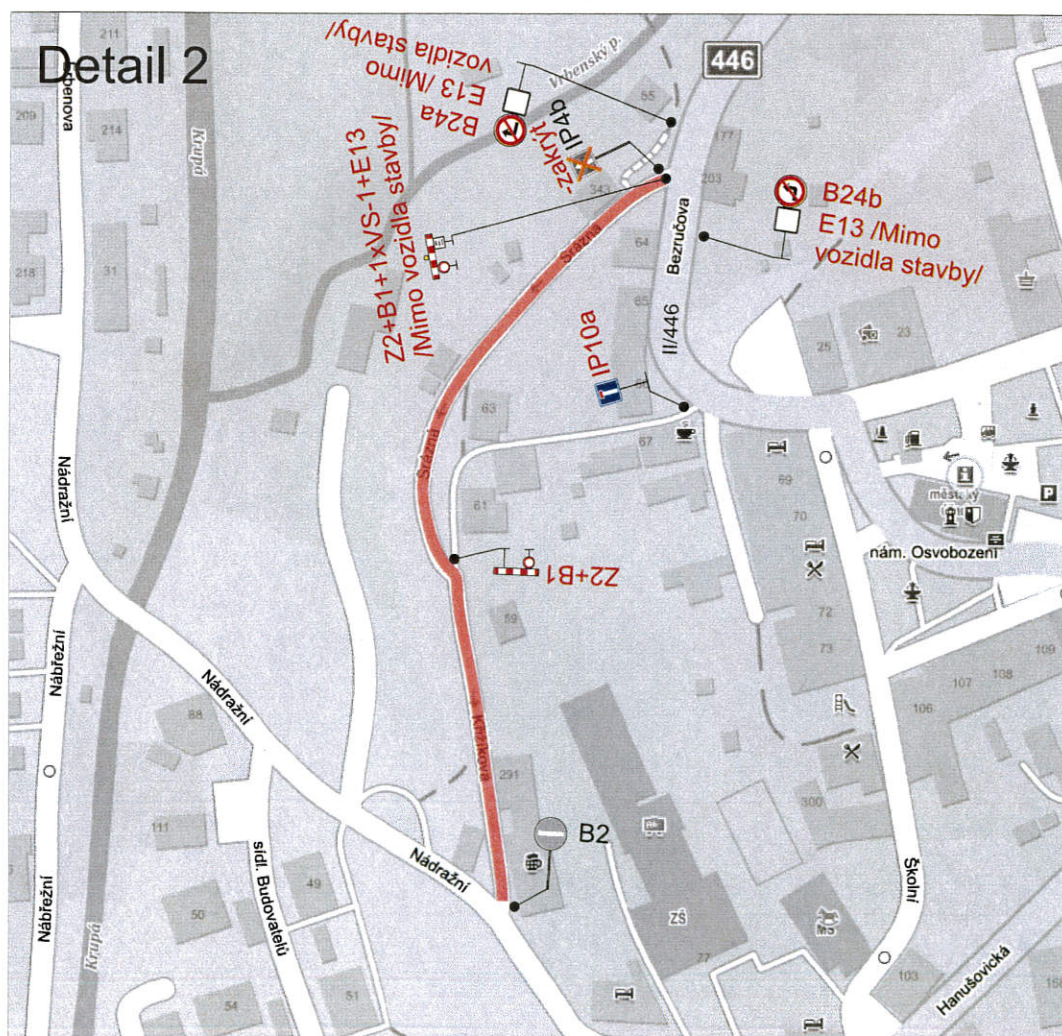 Detail 2
446
B24a
E13 /Mimo
vozidla stavby/
IP4b
-zakrýt
Z2+B1+1xVS-1+E13
/Mimo vozidla stavby/
B24b
E13 /Mimo
vozidla stavby/
IP10a
Z2+B1
B2
Vrbenský p.
Krupá
Krupá
Srázná
Srázná
Křižíkova
Bezručova
II/446
Nádražní
Nádražní
Nádražní
Nábřežní
Nábřežní
sídl. Budovatelů
nám. Osvobození
Školní
Hanušovická
ZŠ
MŠ
P
211
209
214
218
31
55
177
203
343
64
65
63
67
61
59
25
23
69
70
72
73
109
108
107
106
300
291
88
111
49
50
54
51
77
103